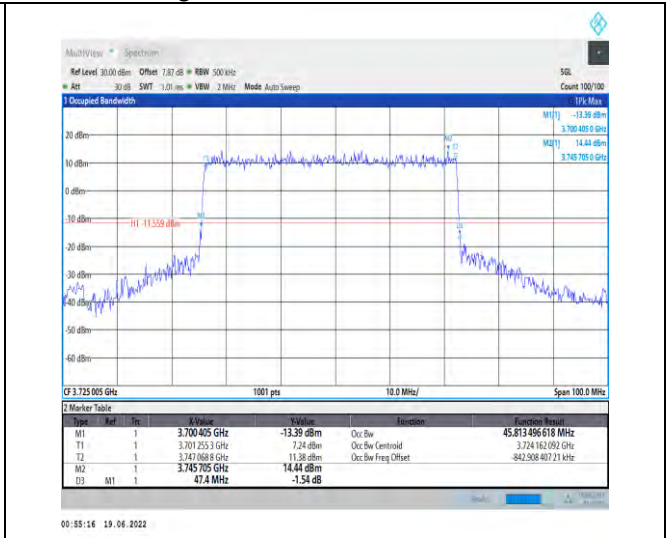 MultiView Spectrum
Ref Level 30.00 dBm Offset 7.87 dB RBW 500 kHz SGL
Att 30 dB SWT 1.01 ms VBW 2 MHz Mode Auto Sweep Count 100/100
1 Occupied Bandwidth 1Pk Max
M1[1] -13.39 dBm
3.700 405 0 GHz
M2[1] 14.44 dBm
3.745 705 0 GHz
20 dBm
M2
T2
10 dBm
0 dBm
-10 dBm
M1
H1 -11.559 dBm
-20 dBm
-30 dBm
-40 dBm
-50 dBm
-60 dBm
CF 3.725 005 GHz 1001 pts 10.0 MHz/ Span 100.0 MHz
2 Marker Table
Type Ref Trc X-Value Y-Value Function Function Result
M1 1 3.700 405 GHz -13.39 dBm Occ Bw 45.813 496 618 MHz
T1 1 3.701 255 3 GHz 7.24 dBm Occ Bw Centroid 3.724 162 092 GHz
T2 1 3.747 068 8 GHz 11.38 dBm Occ Bw Freq Offset -842.908 407 21 kHz
M2 1 3.745 705 GHz 14.44 dBm
D3 M1 1 47.4 MHz -1.54 dB
00:55:16 19.06.2022